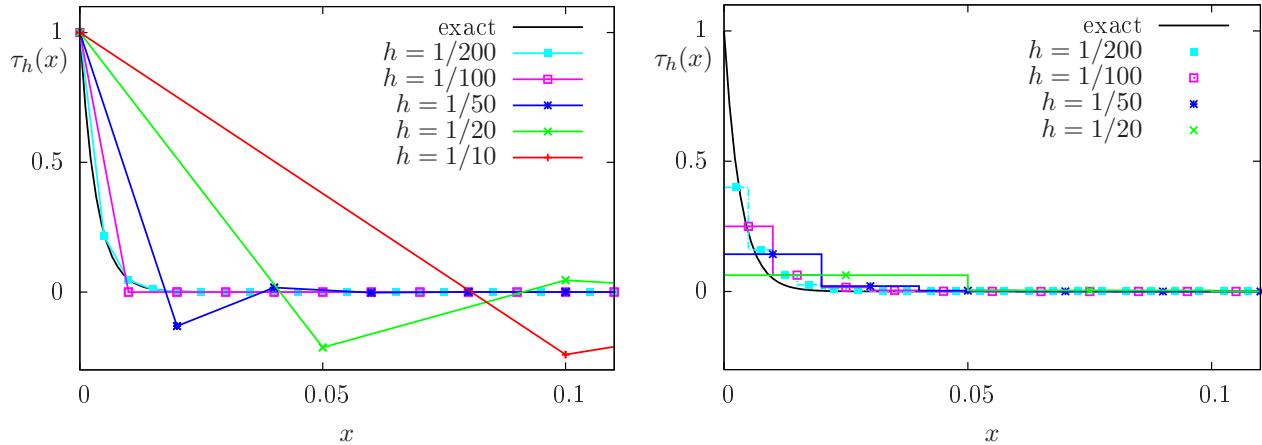 1
τ_h(x)
0.5
0
0
0.05
0.1
x
exact
h = 1/200
h = 1/100
h = 1/50
h = 1/20
h = 1/10
1
τ_h(x)
0.5
0
0
0.05
0.1
x
exact
h = 1/200
h = 1/100
h = 1/50
h = 1/20